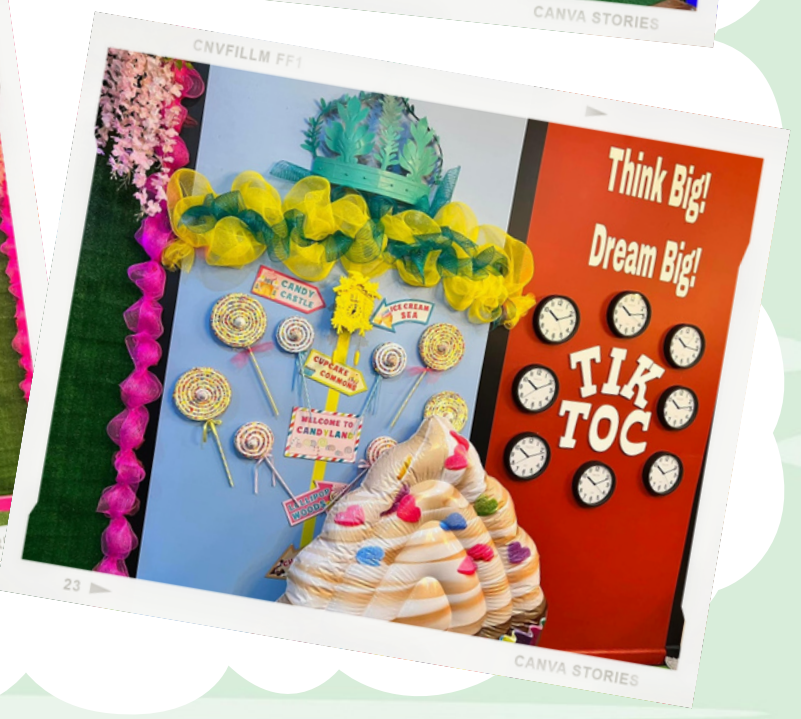 CANVA STORIES
CNVFILLM FF1
Think Big!
Dream Big!
CANDY
CASTLE
ICE CREAM
SEA
CUPCAKE
COMMONS
TIK
TOC
WELCOME TO
CANDYLAND
LOLLIPOP
WOODS
23
CANVA STORIES